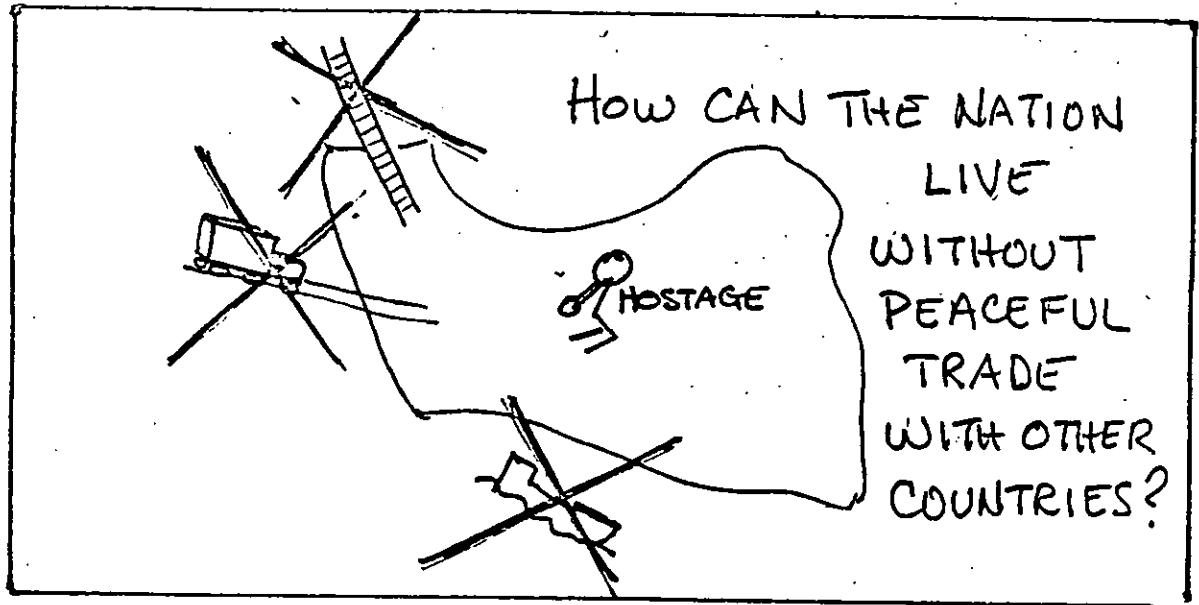 HOW CAN THE NATION
LIVE
WITHOUT
PEACEFUL
TRADE
WITH OTHER
COUNTRIES?
HOSTAGE